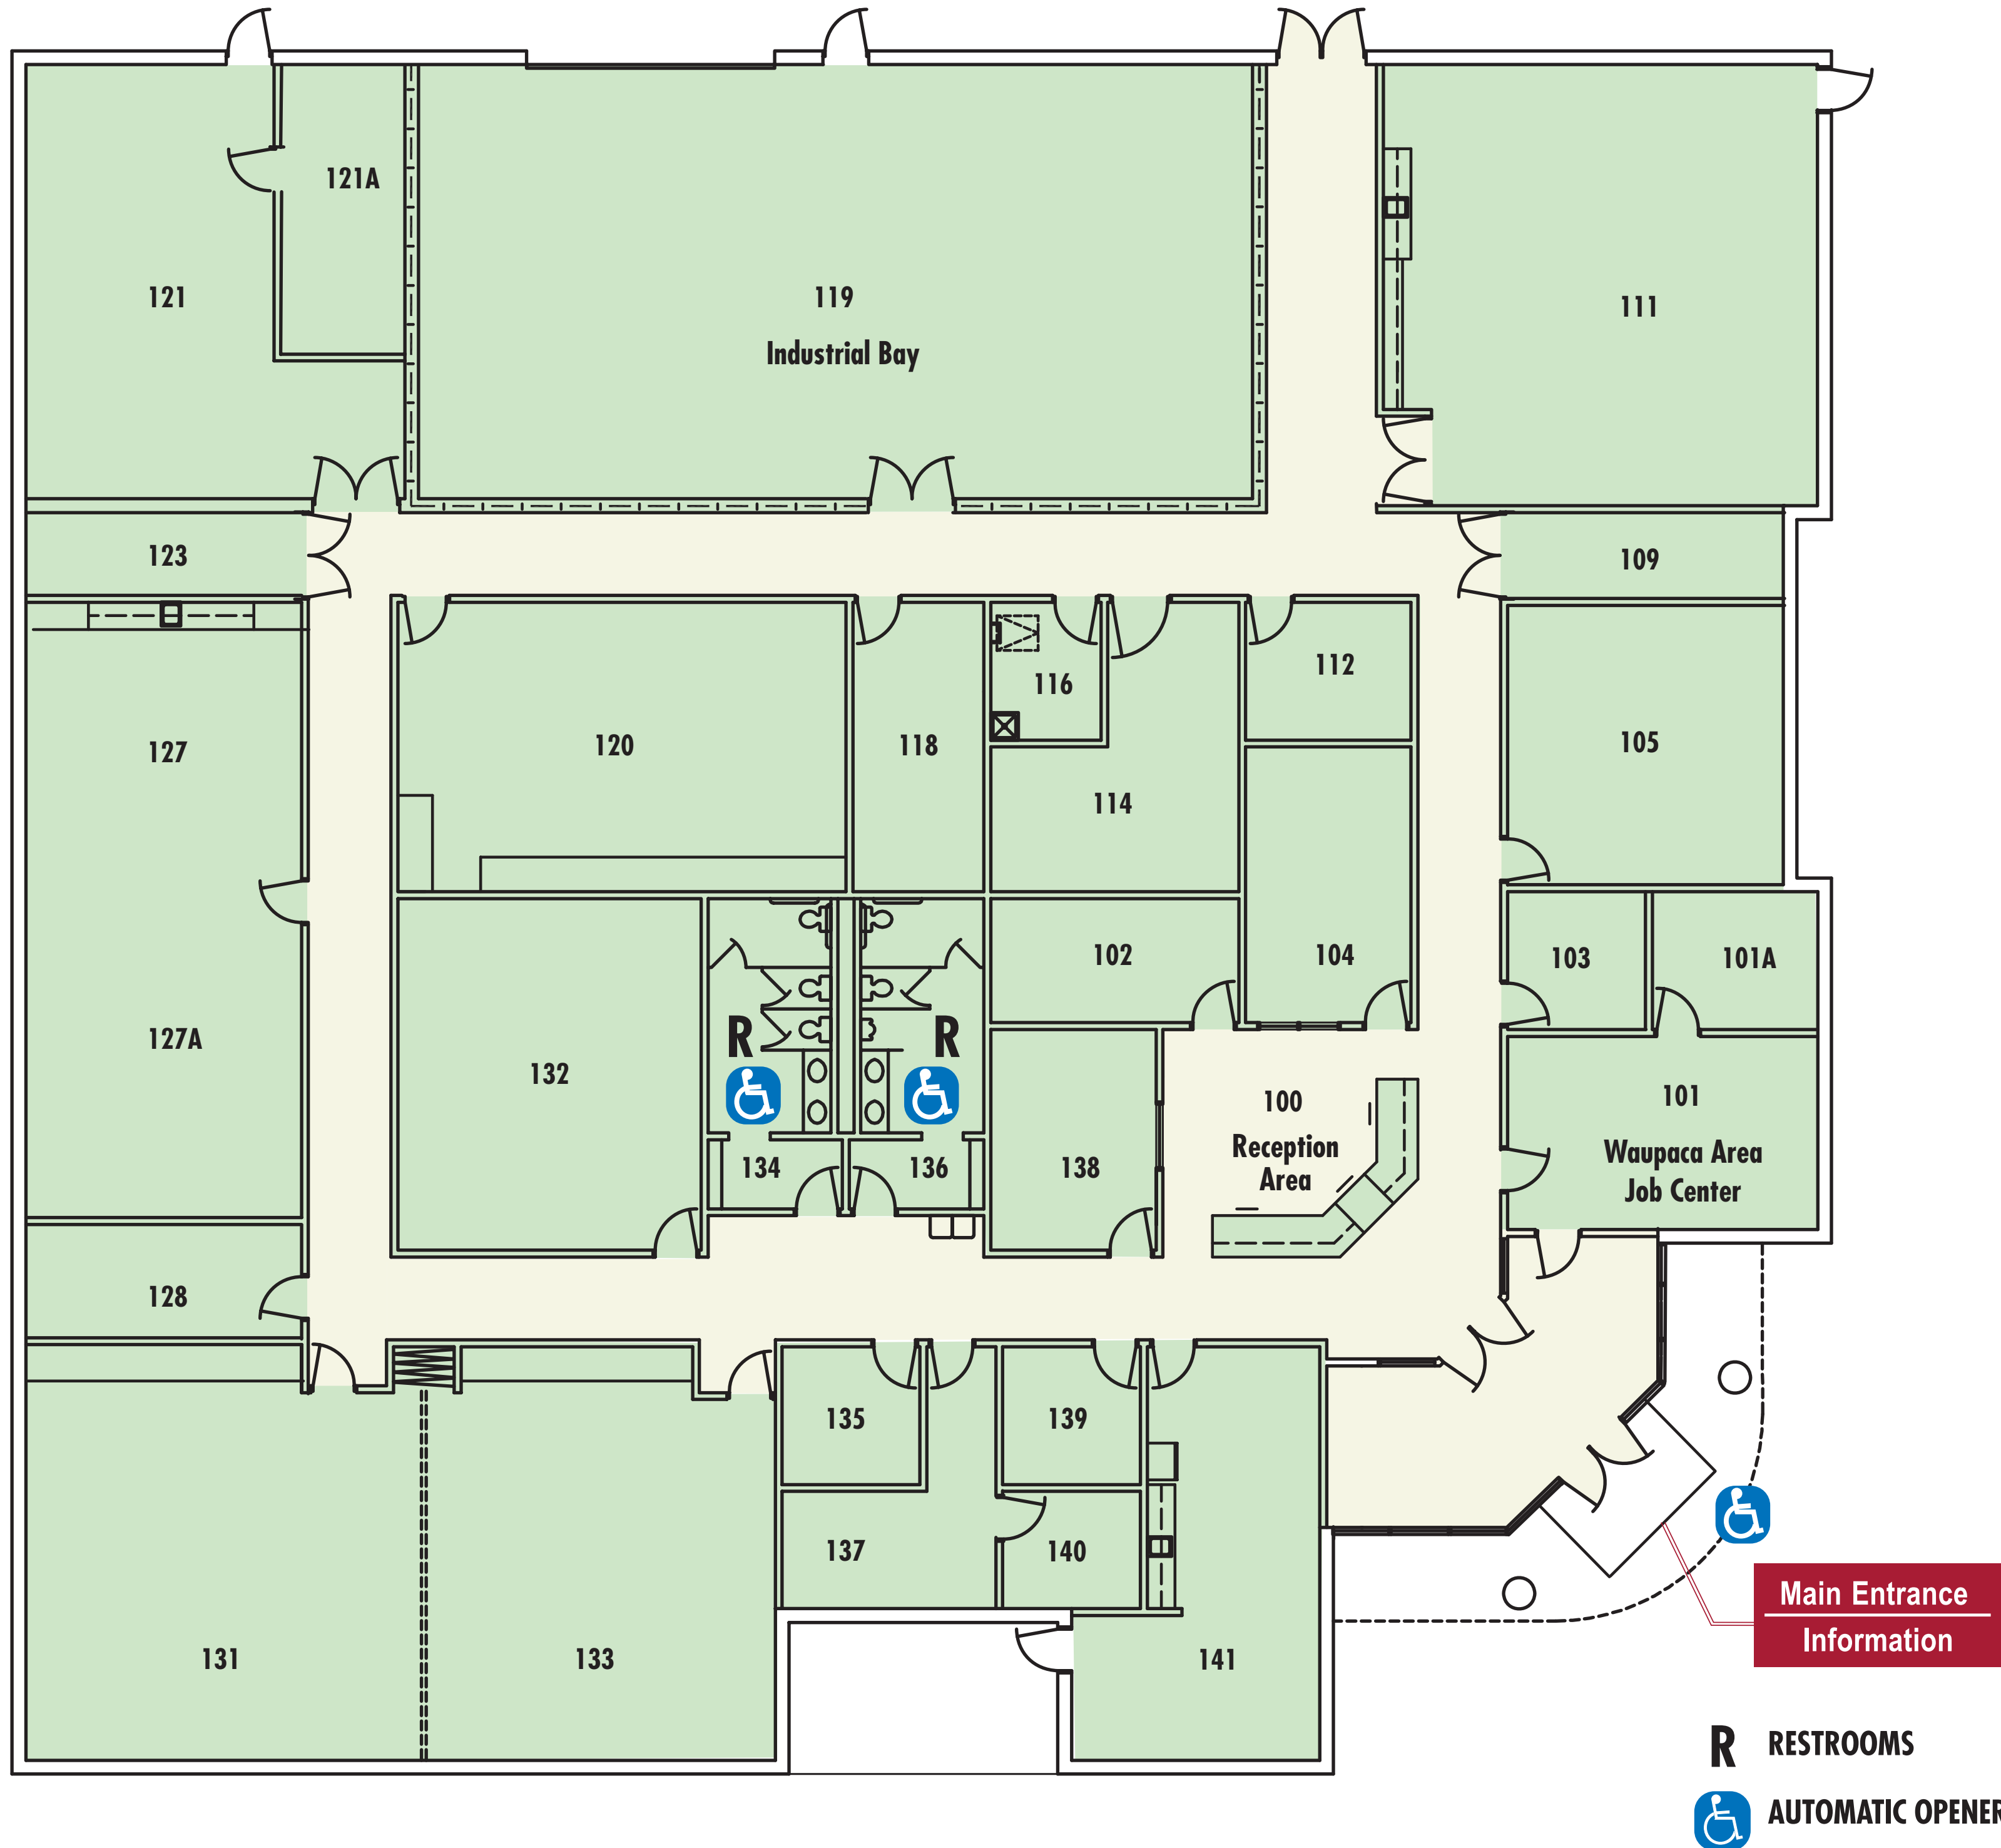 121A
121
119
Industrial Bay
111
123
109
127
120
118
116
112
105
114
102
104
103
101A
127A
132
R
R
100
Reception
Area
101
Waupaca Area
Job Center
134
136
138
128
135
139
137
140
131
133
141
Main Entrance
Information
R RESTROOMS
AUTOMATIC OPENER